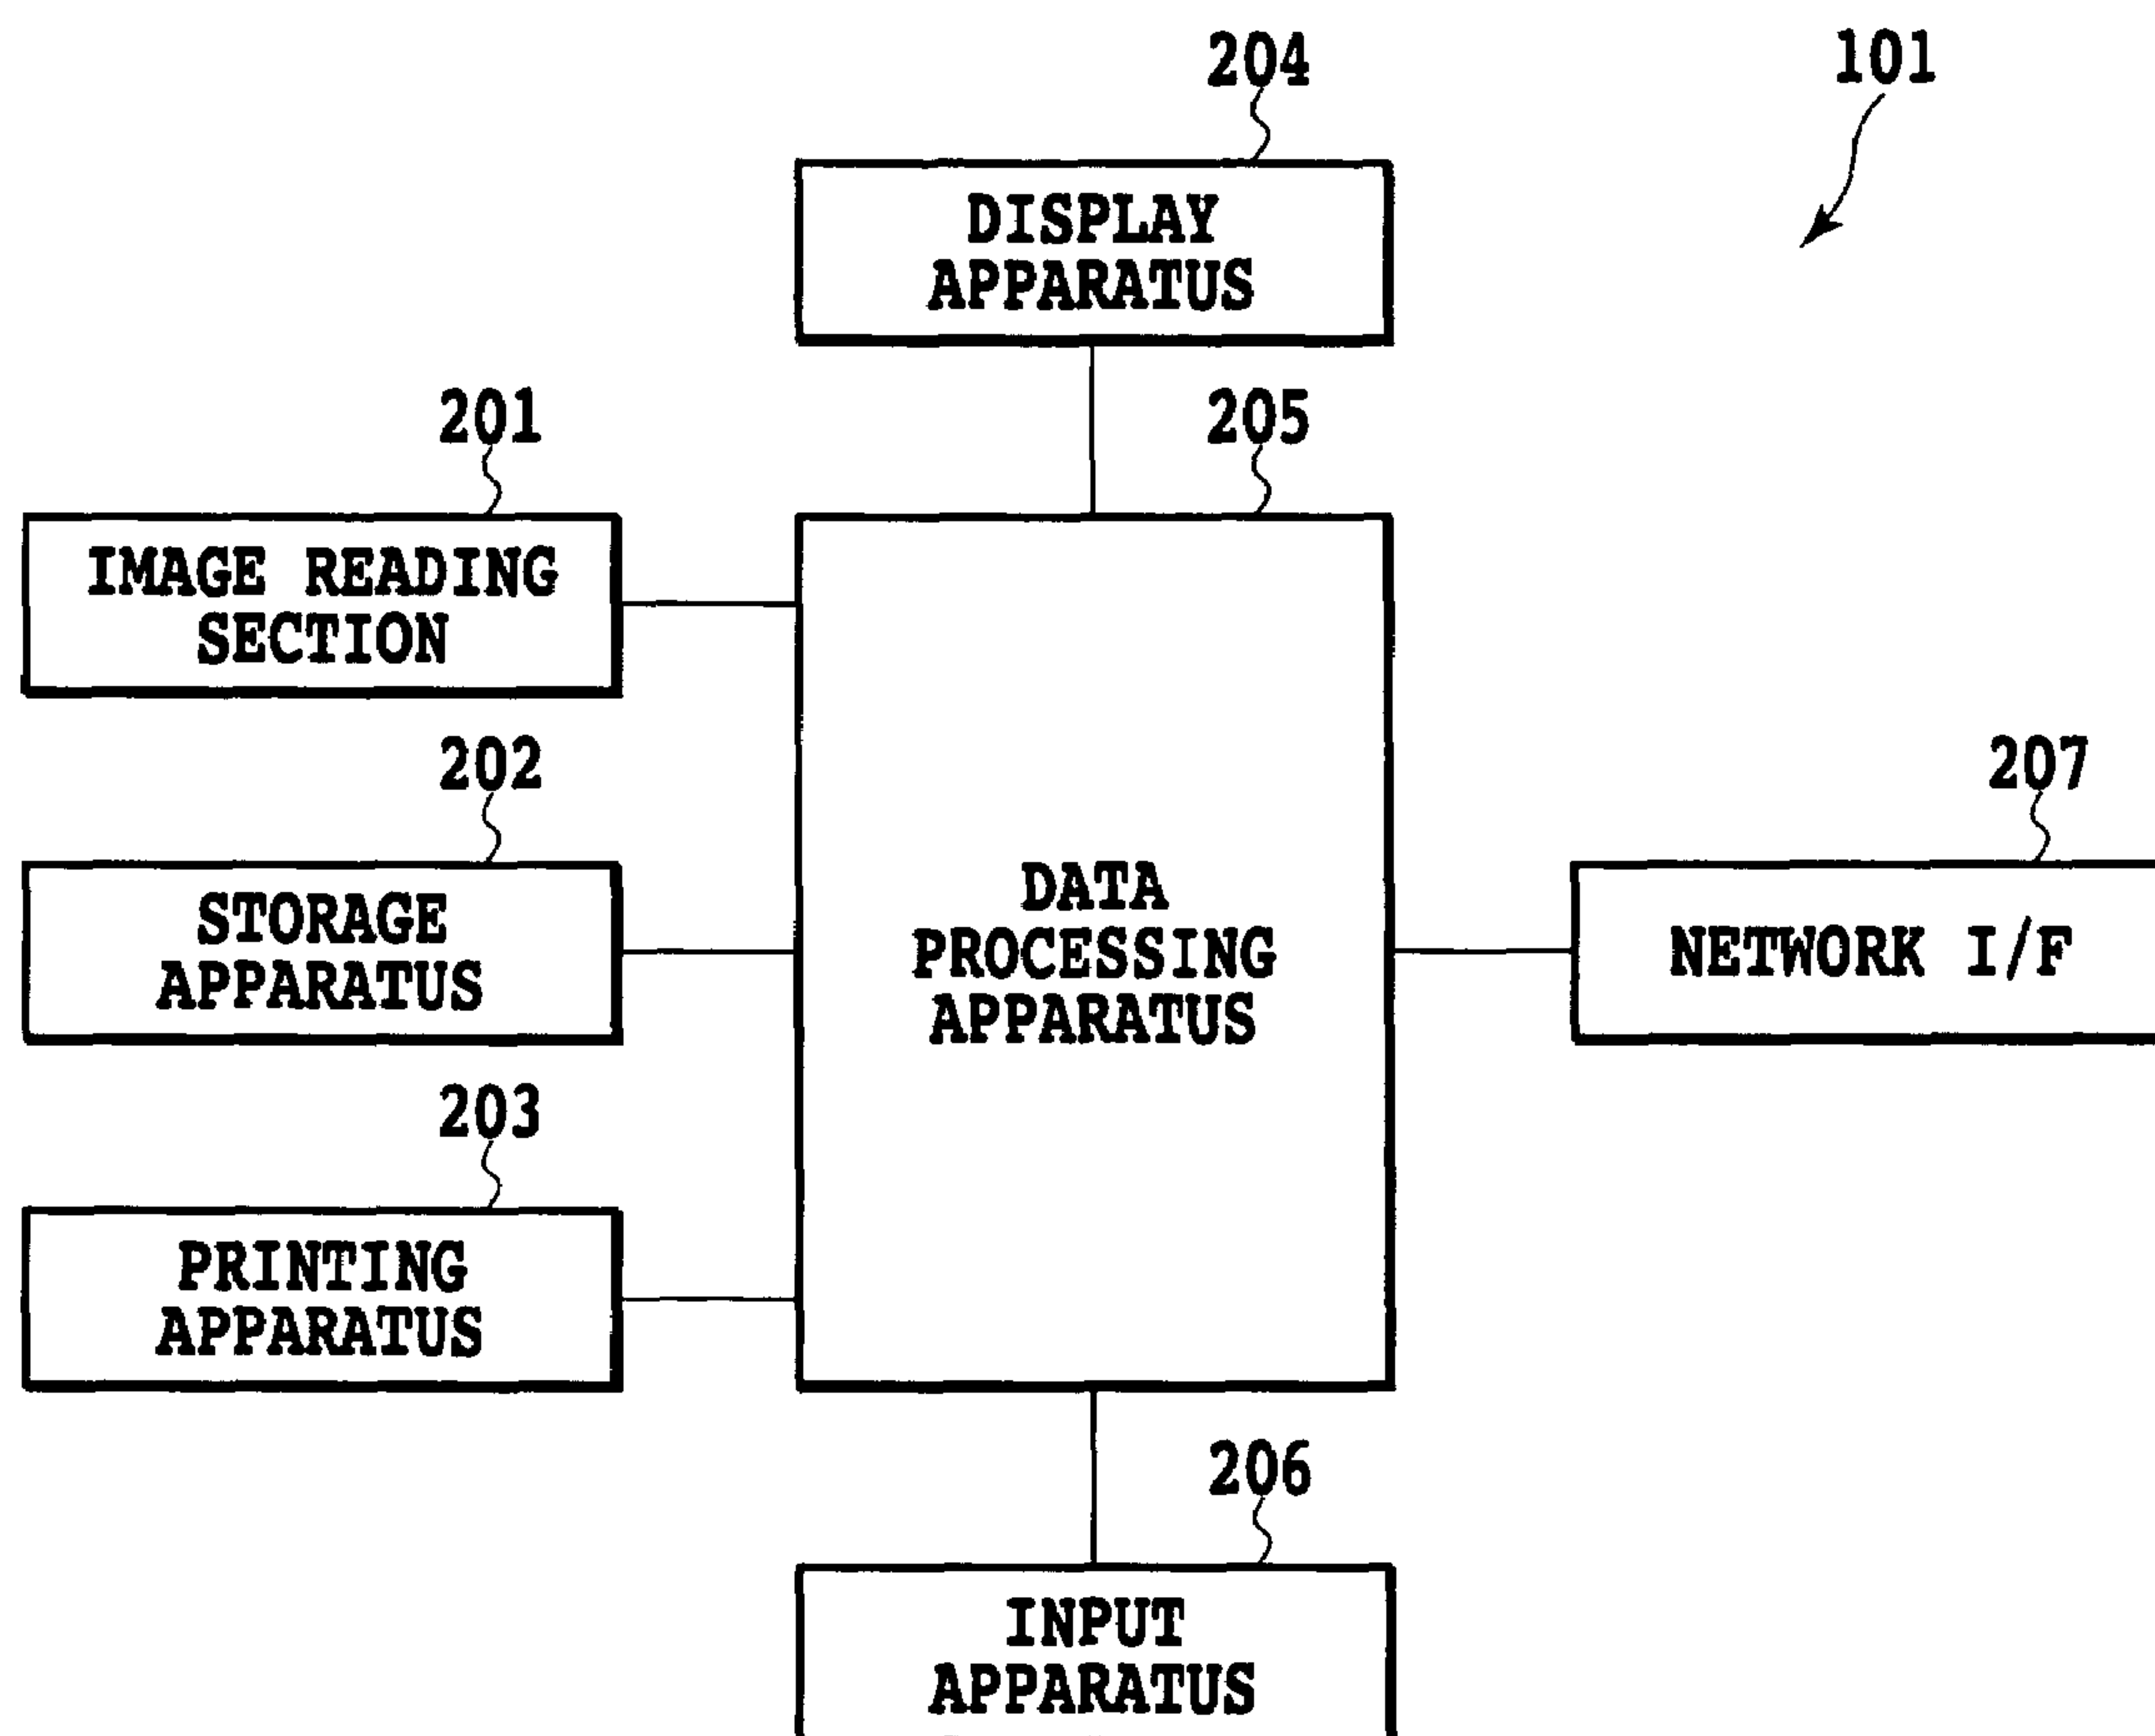 204
101
DISPLAY
APPARATUS
201
205
IMAGE READING
SECTION
202
207
STORAGE
APPARATUS
DATA
PROCESSING
APPARATUS
NETWORK I/F
203
PRINTING
APPARATUS
206
INPUT
APPARATUS